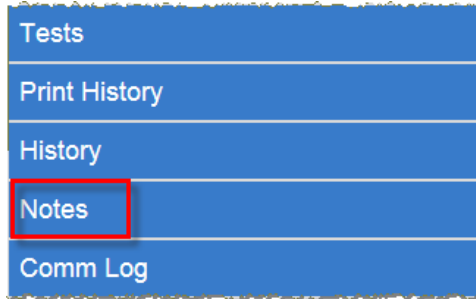 Tests
Print History
History
Notes
Comm Log